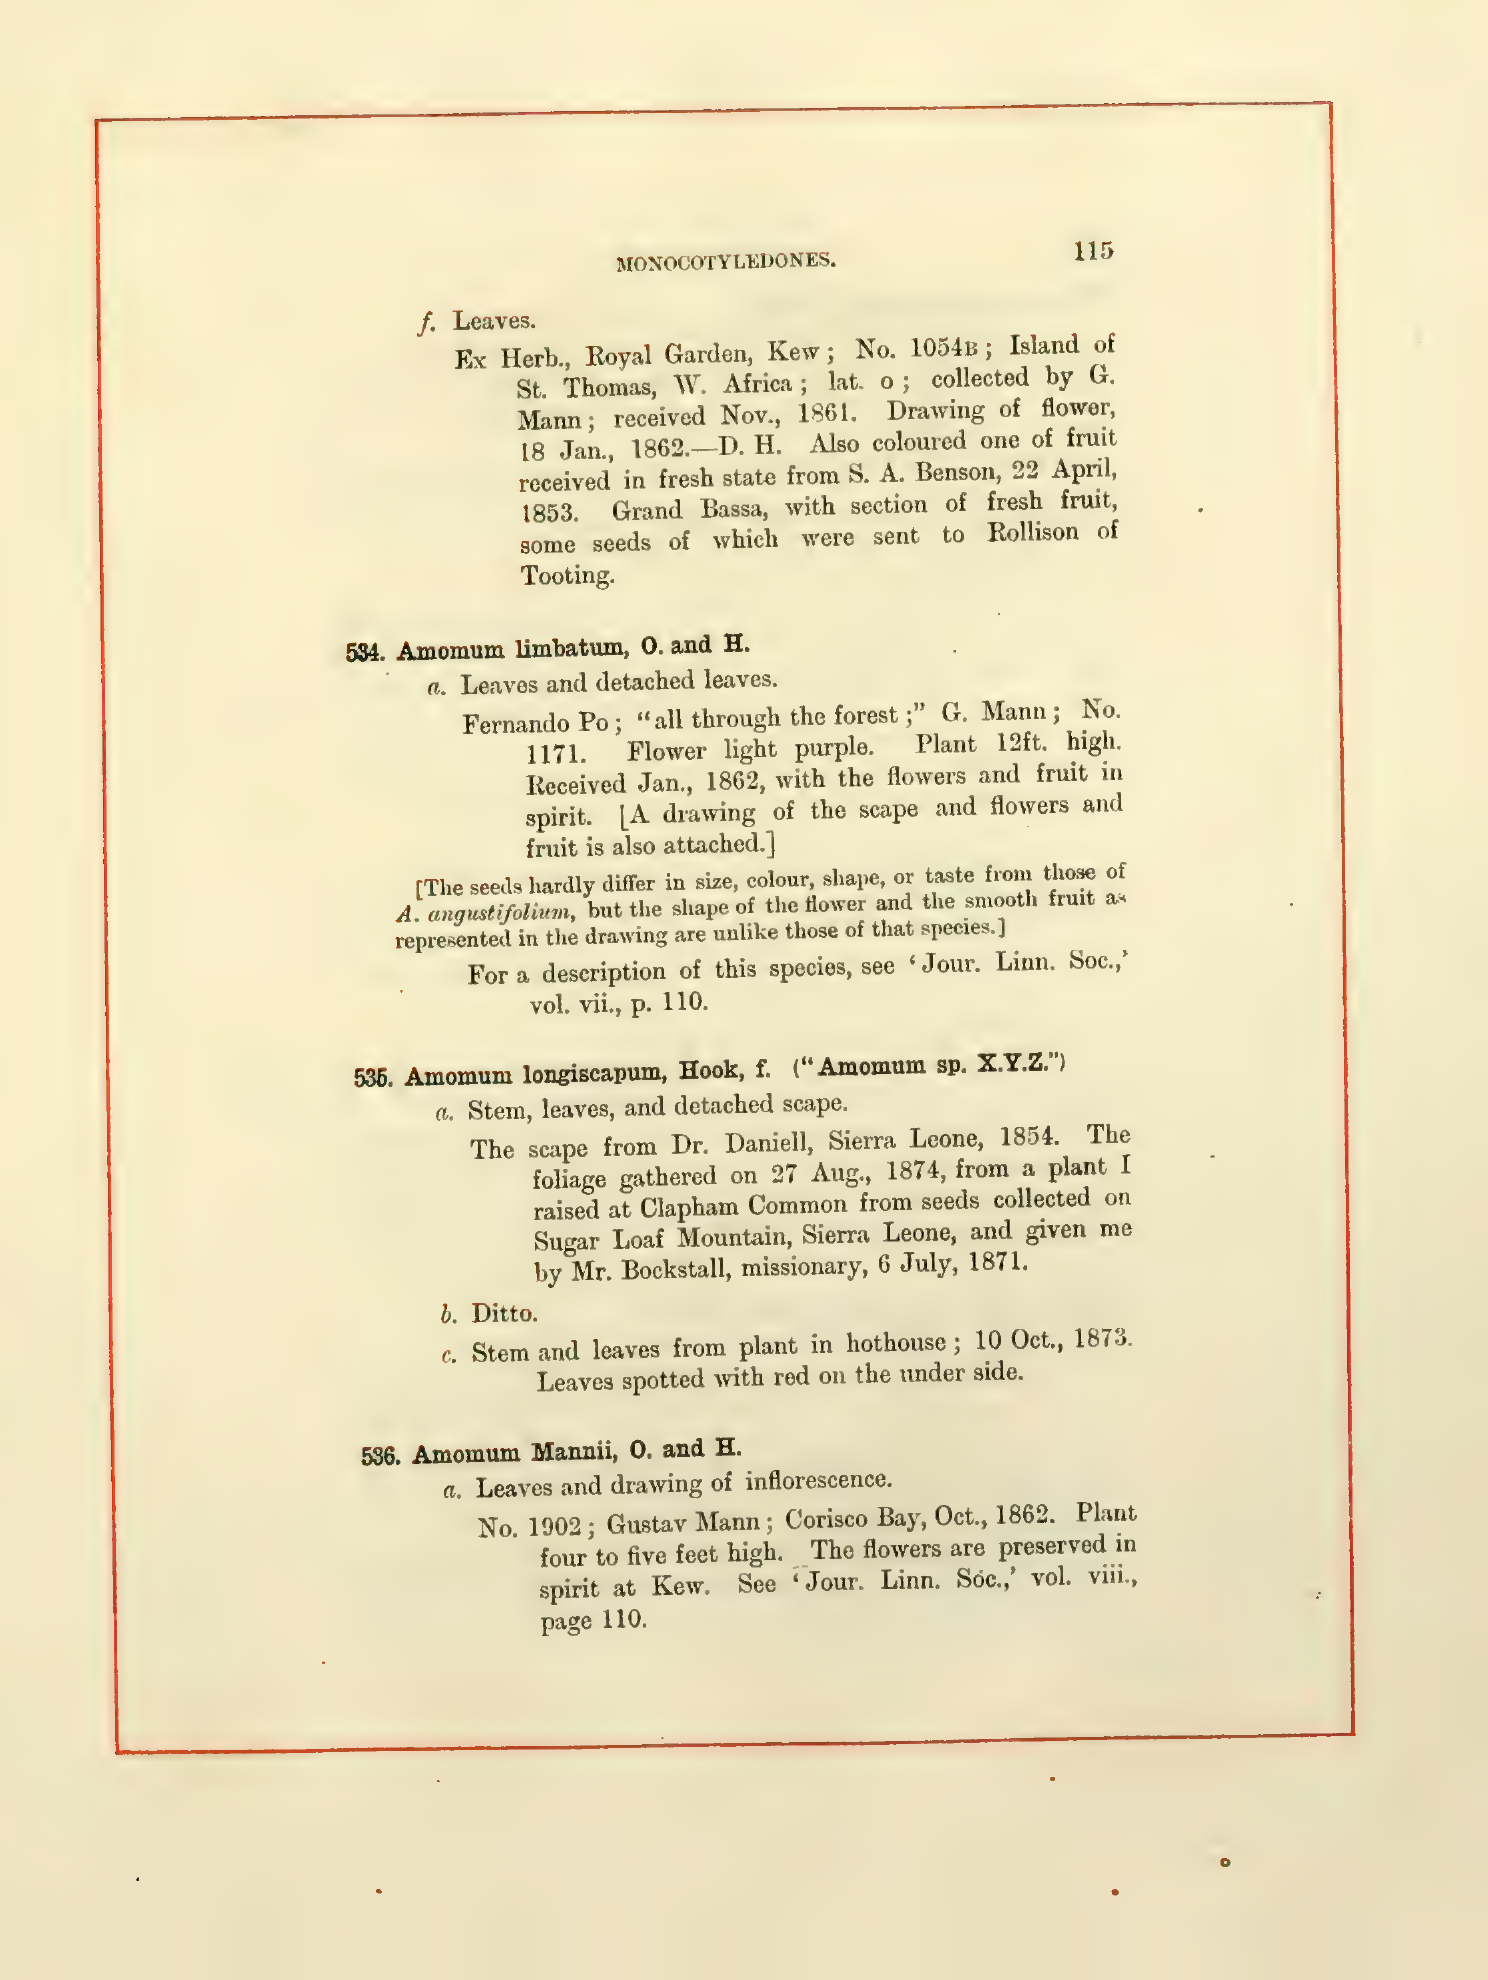 MONOCOTYLEDONES. 115
f. Leaves.
Ex Herb., Royal Garden, Kew; No. 1054B; Island of
St. Thomas, W. Africa; lat. o; collected by G.
Mann; received Nov., 1861. Drawing of flower,
18 Jan., 1862.—D. H. Also coloured one of fruit
received in fresh state from S. A. Benson, 22 April,
1853. Grand Bassa, with section of fresh fruit,
some seeds of which were sent to Rollison of
Tooting.
534. Amomum limbatum, O. and H.
a. Leaves and detached leaves.
Fernando Po; “all through the forest;” G. Mann; No.
1171. Flower light purple. Plant 12ft. high.
Received Jan., 1862, with the flowers and fruit in
spirit. [A drawing of the scape and flowers and
fruit is also attached.]
[The seeds hardly differ in size, colour, shape, or taste from those of
A. angustifolium, but the shape of the flower and the smooth fruit as
represented in the drawing are unlike those of that species.]
For a description of this species, see ‘Jour. Linn. Soc.,’
vol. vii., p. 110.
535. Amomum longiscapum, Hook, f. (“Amomum sp. X.Y.Z.”)
a. Stem, leaves, and detached scape.
The scape from Dr. Daniell, Sierra Leone, 1854. The
foliage gathered on 27 Aug., 1874, from a plant I
raised at Clapham Common from seeds collected on
Sugar Loaf Mountain, Sierra Leone, and given me
by Mr. Bockstall, missionary, 6 July, 1871.
b. Ditto.
c. Stem and leaves from plant in hothouse; 10 Oct., 1873.
Leaves spotted with red on the under side.
536. Amomum Mannii, O. and H.
a. Leaves and drawing of inflorescence.
No. 1902; Gustav Mann; Corisco Bay, Oct., 1862. Plant
four to five feet high. The flowers are preserved in
spirit at Kew. See ‘Jour. Linn. Soc.,’ vol. viii.,
page 110.